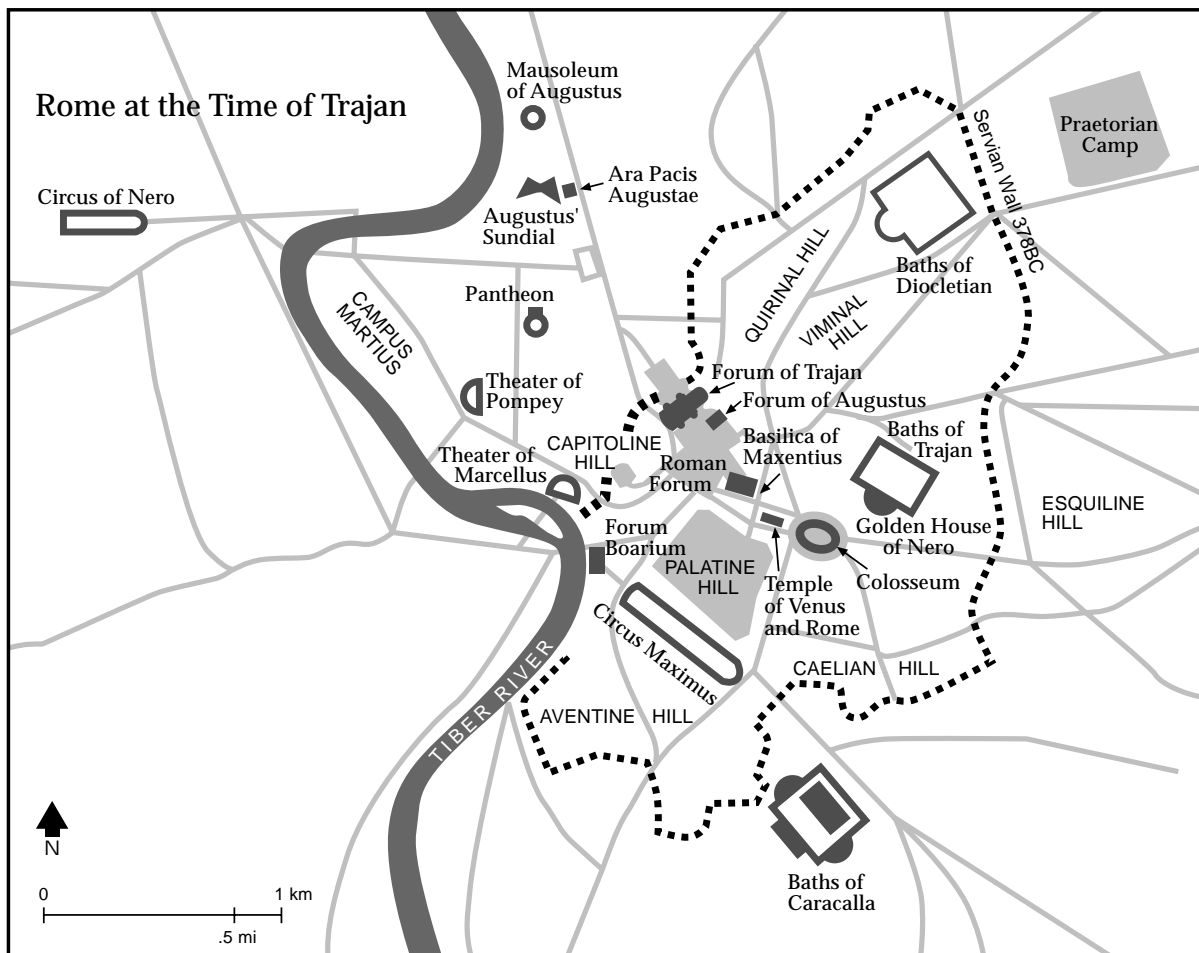 Rome at the Time of Trajan
Mausoleum
of Augustus
Servian Wall 378BC
Praetorian
Camp
Circus of Nero
Ara Pacis
Augustae
Augustus'
Sundial
Baths of
Diocletian
QUIRINAL HILL
VIMINAL
HILL
Pantheon
CAMPUS
MARTIUS
Theater of
Pompey
Forum of Trajan
Forum of Augustus
CAPITOLINE
HILL
Basilica of
Maxentius
Baths of
Trajan
Theater of
Marcellus
Roman
Forum
ESQUILINE
HILL
Golden House
of Nero
Forum
Boarium
PALATINE
HILL
Colosseum
Temple
of Venus
and Rome
Circus Maximus
CAELIAN HILL
AVENTINE HILL
TIBER RIVER
Baths of
Caracalla
N
0 1 km
.5 mi